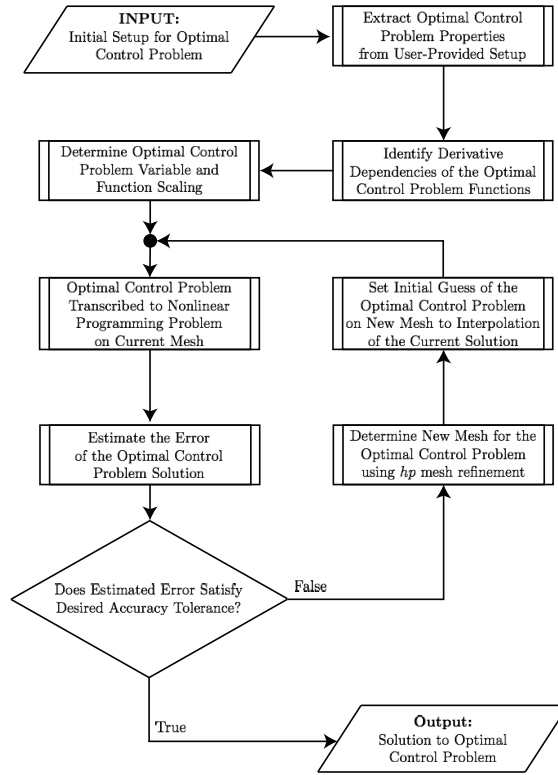 INPUT:
Initial Setup for Optimal
Control Problem
Extract Optimal Control
Problem Properties
from User-Provided Setup
Determine Optimal Control
Problem Variable and
Function Scaling
Identify Derivative
Dependencies of the Optimal
Control Problem Functions
Optimal Control Problem
Transcribed to Nonlinear
Programming Problem
on Current Mesh
Set Initial Guess of the
Optimal Control Problem
on New Mesh to Interpolation
of the Current Solution
Estimate the Error
of the Optimal Control
Problem Solution
Determine New Mesh for the
Optimal Control Problem
using hp mesh refinement
Does Estimated Error Satisfy
Desired Accuracy Tolerance?
False
True
Output:
Solution to Optimal
Control Problem